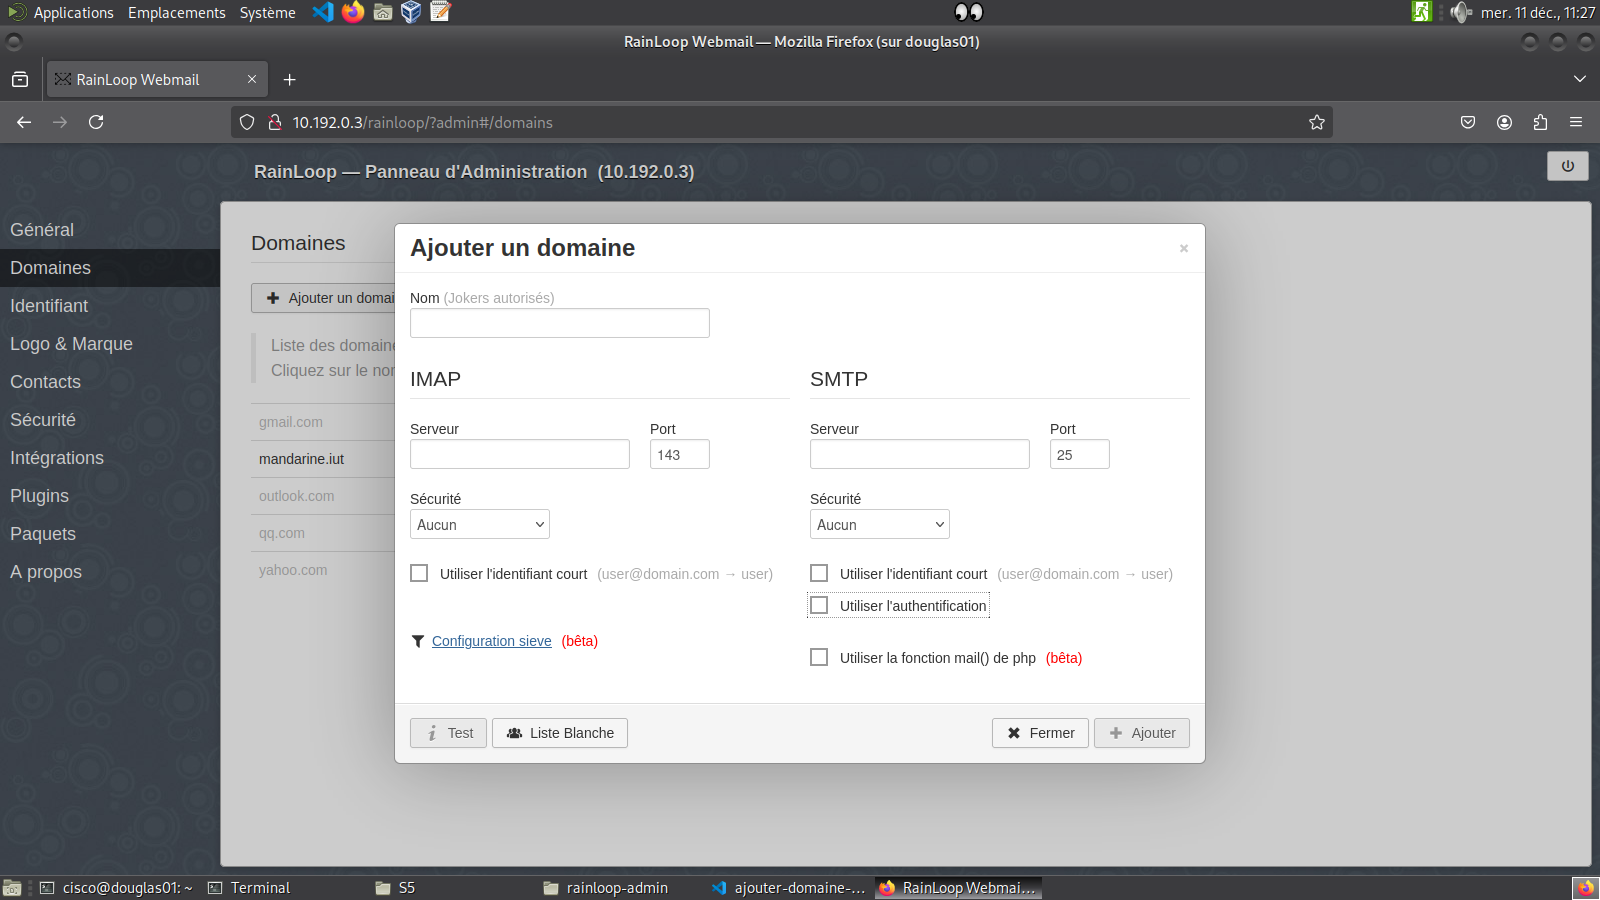 Applications Emplacements Système mer. 11 déc., 11:27
RainLoop Webmail — Mozilla Firefox (sur douglas01)
RainLoop Webmail
10.192.0.3/rainloop/?admin#/domains
RainLoop — Panneau d'Administration (10.192.0.3)
Général
Domaines
Identifiant
Logo & Marque
Contacts
Sécurité
Intégrations
Plugins
Paquets
A propos
Domaines
Ajouter un domai
Liste des domaine
Cliquez sur le nor
gmail.com
mandarine.iut
outlook.com
qq.com
yahoo.com
Ajouter un domaine
Nom (Jokers autorisés)
IMAP
Serveur Port
143
Sécurité
Aucun
Utiliser l'identifiant court (user@domain.com → user)
Configuration sieve (bêta)
SMTP
Serveur Port
25
Sécurité
Aucun
Utiliser l'identifiant court (user@domain.com → user)
Utiliser l'authentification
Utiliser la fonction mail() de php (bêta)
Test Liste Blanche Fermer Ajouter
cisco@douglas01: ~ Terminal S5 rainloop-admin ajouter-domaine-... RainLoop Webmai...